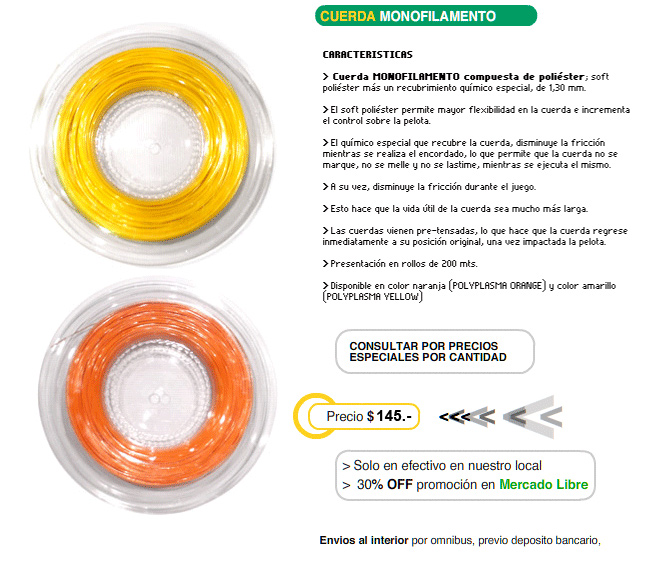 CUERDA MONOFILAMENTO
CARACTERISTICAS
> Cuerda MONOFILAMENTO compuesta de poliéster; soft
poliéster más un recubrimiento químico especial, de 1,30 mm.
> El soft poliéster permite mayor flexibilidad en la cuerda e incrementa
el control sobre la pelota.
> El químico especial que recubre la cuerda, disminuye la fricción
mientras se realiza el encordado, lo que permite que la cuerda no se
marque, no se melle y no se lastime, mientras se ejecuta el mismo.
> A su vez, disminuye la fricción durante el juego.
> Esto hace que la vida útil de la cuerda sea mucho más larga.
> Las cuerdas vienen pre-tensadas, lo que hace que la cuerda regrese
inmediatamente a su posición original, una vez impactada la pelota.
> Presentación en rollos de 200 mts.
> Disponible en color naranja (POLYPLASMA ORANGE) y color amarillo
(POLYPLASMA YELLOW)
CONSULTAR POR PRECIOS
ESPECIALES POR CANTIDAD
Precio $ 145.- <<<<< <<
> Solo en efectivo en nuestro local
> 30% OFF promoción en Mercado Libre
Envios al interior por omnibus, previo deposito bancario,